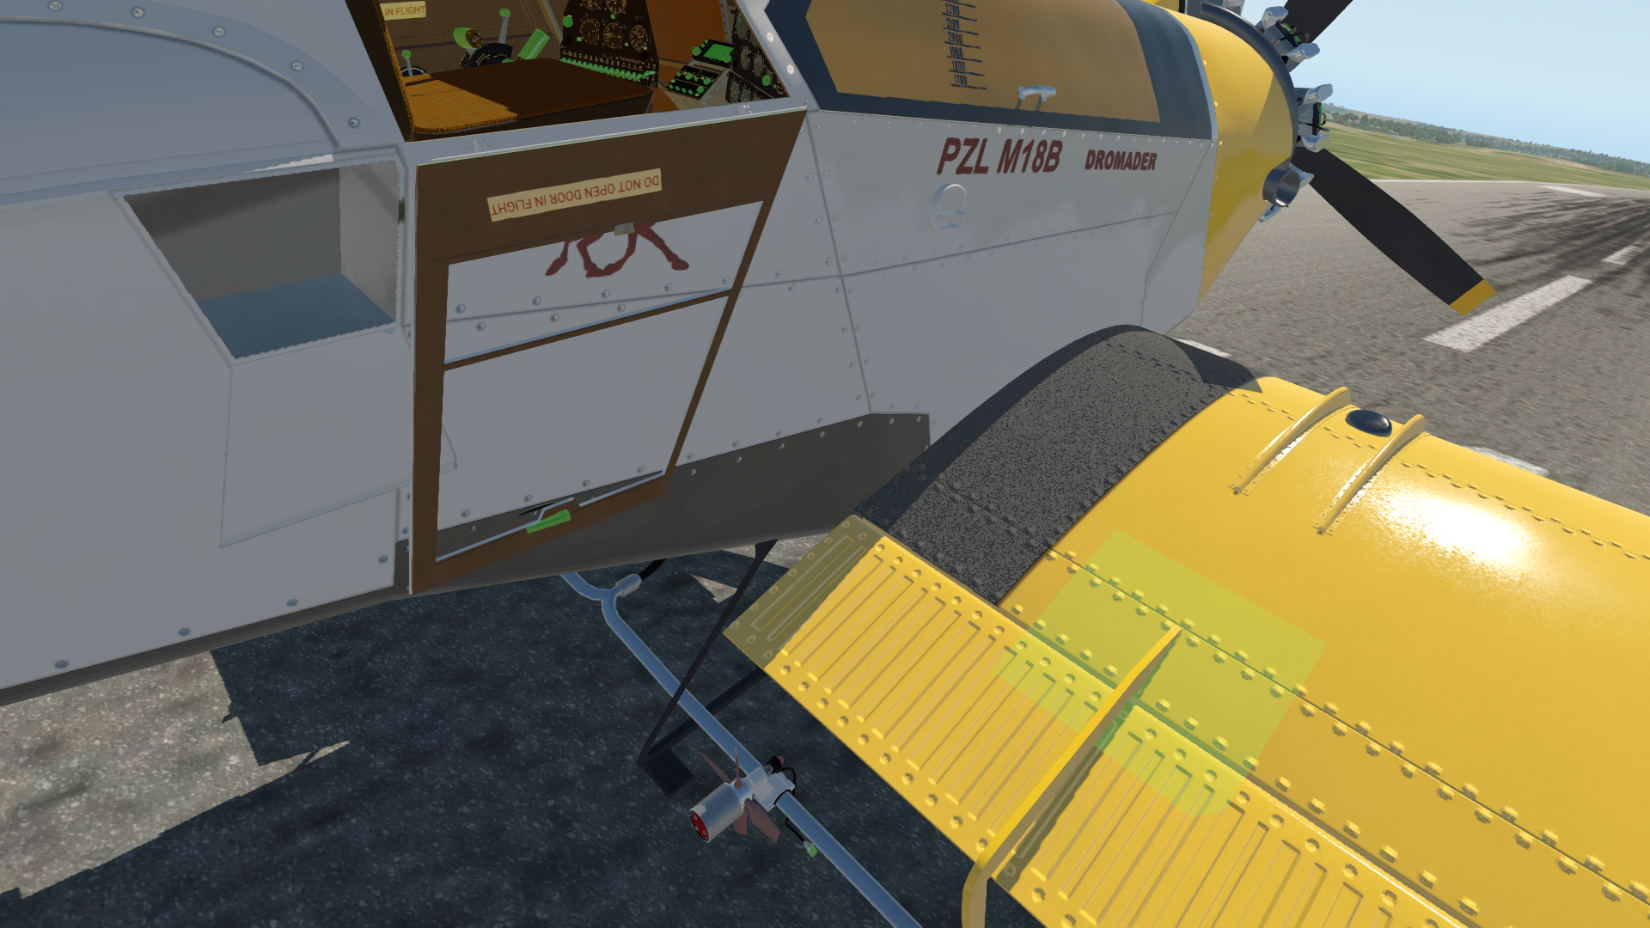 IN FLIGHT
PZL M18B DROMADER
DO NOT OPEN DOOR IN FLIGHT